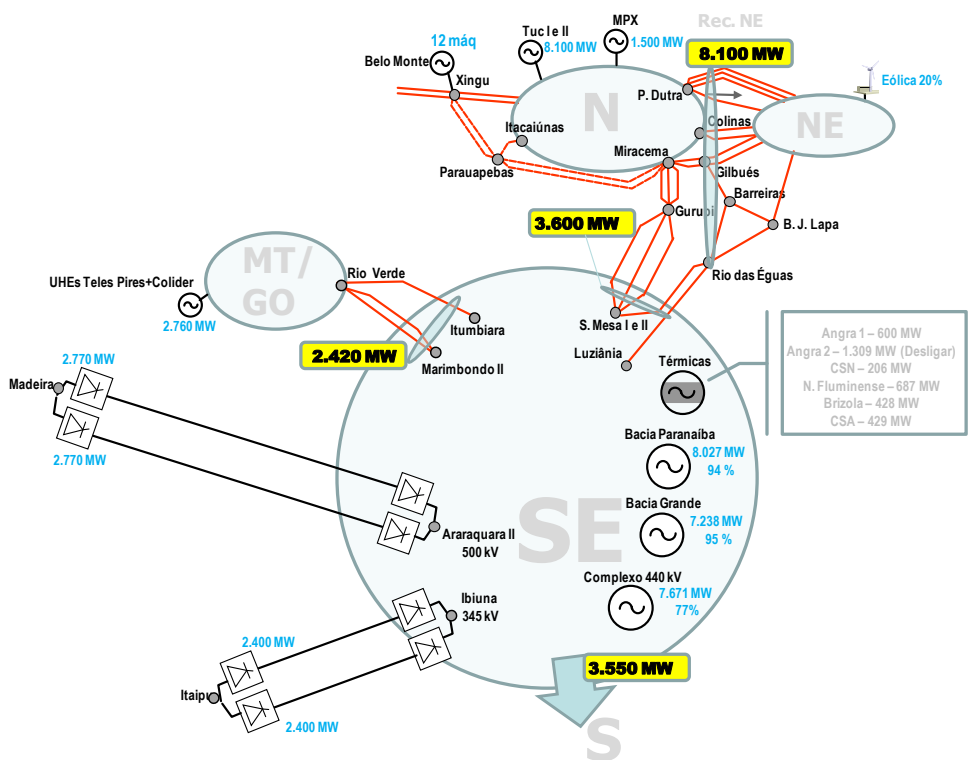 MPX
1.500 MW
Rec. NE
8.100 MW
Tuc I e II
8.100 MW
12 máq
Belo Monte
Xingu
P. Dutra
Eólica 20%
N
NE
Itacaiúnas
Colinas
Miracema
Parauapebas
Gilbués
Barreiras
Gurupi
B. J. Lapa
3.600 MW
MT/
GO
Rio Verde
Rio das Éguas
UHEs Teles Pires+Colider
2.760 MW
Itumbiara
S. Mesa I e II
2.420 MW
Marimbondo II
Luziânia
Térmicas
Angra 1 – 600 MW
Angra 2 – 1.309 MW (Desligar)
CSN – 206 MW
N. Fluminense – 687 MW
Brizola – 428 MW
CSA – 429 MW
2.770 MW
Madeira
2.770 MW
Bacia Paranaíba
8.027 MW
94 %
Bacia Grande
7.238 MW
95 %
SE
Araraquara II
500 kV
Complexo 440 kV
7.671 MW
77%
Ibiuna
345 kV
2.400 MW
Itaipu
2.400 MW
3.550 MW
S